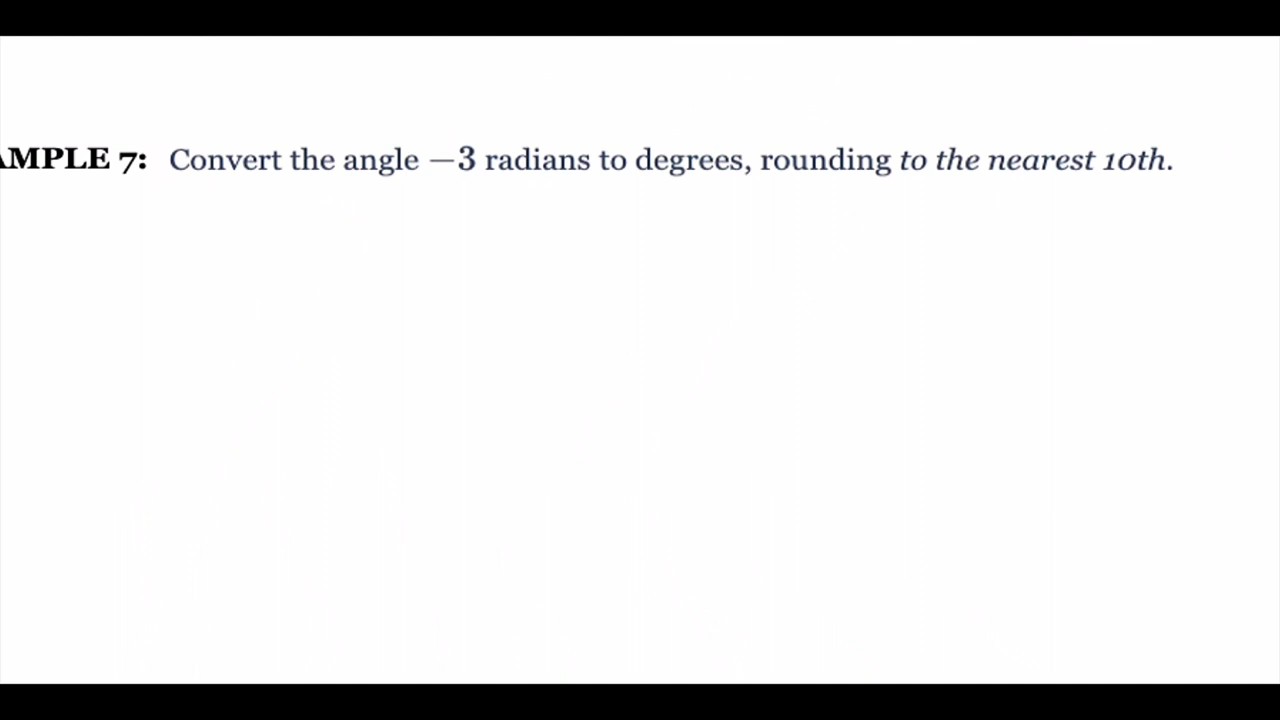 AMPLE 7: Convert the angle −3 radians to degrees, rounding to the nearest 10th.